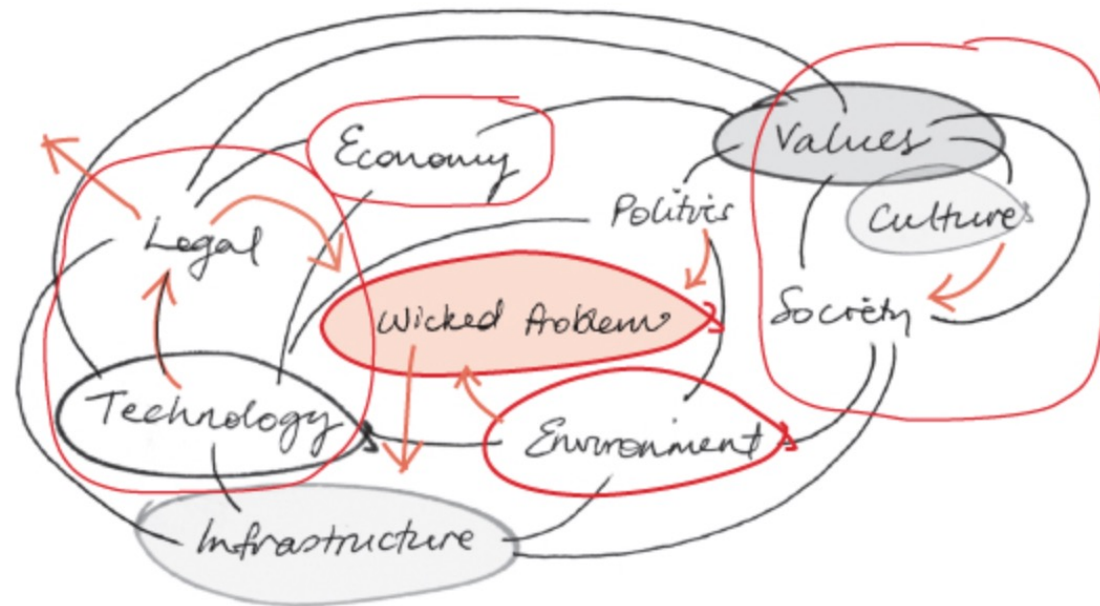 Values
Economy
Politics
Culture
Legal
Wicked Problem
Society
Technology
Environment
Infrastructure